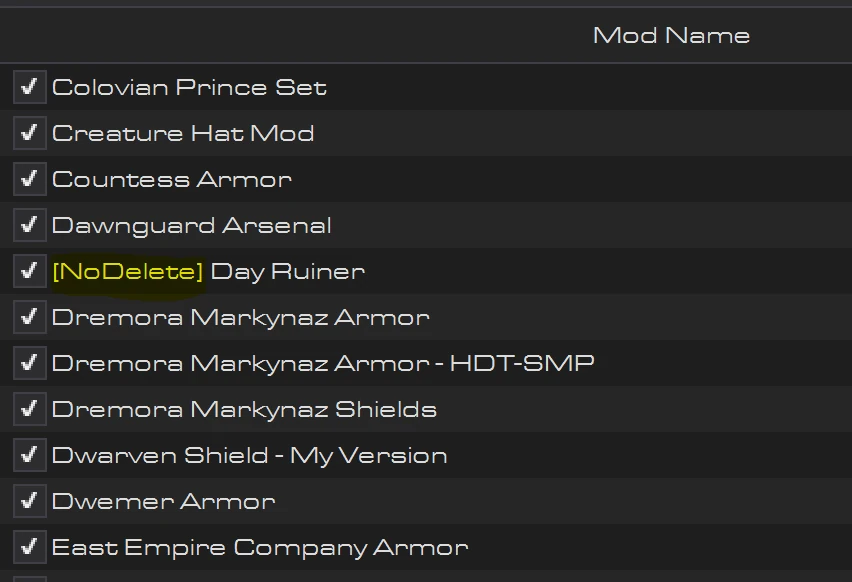 Mod Name
Colovian Prince Set
Creature Hat Mod
Countess Armor
Dawnguard Arsenal
[NoDelete] Day Ruiner
Dremora Markynaz Armor
Dremora Markynaz Armor - HDT-SMP
Dremora Markynaz Shields
Dwarven Shield - My Version
Dwemer Armor
East Empire Company Armor